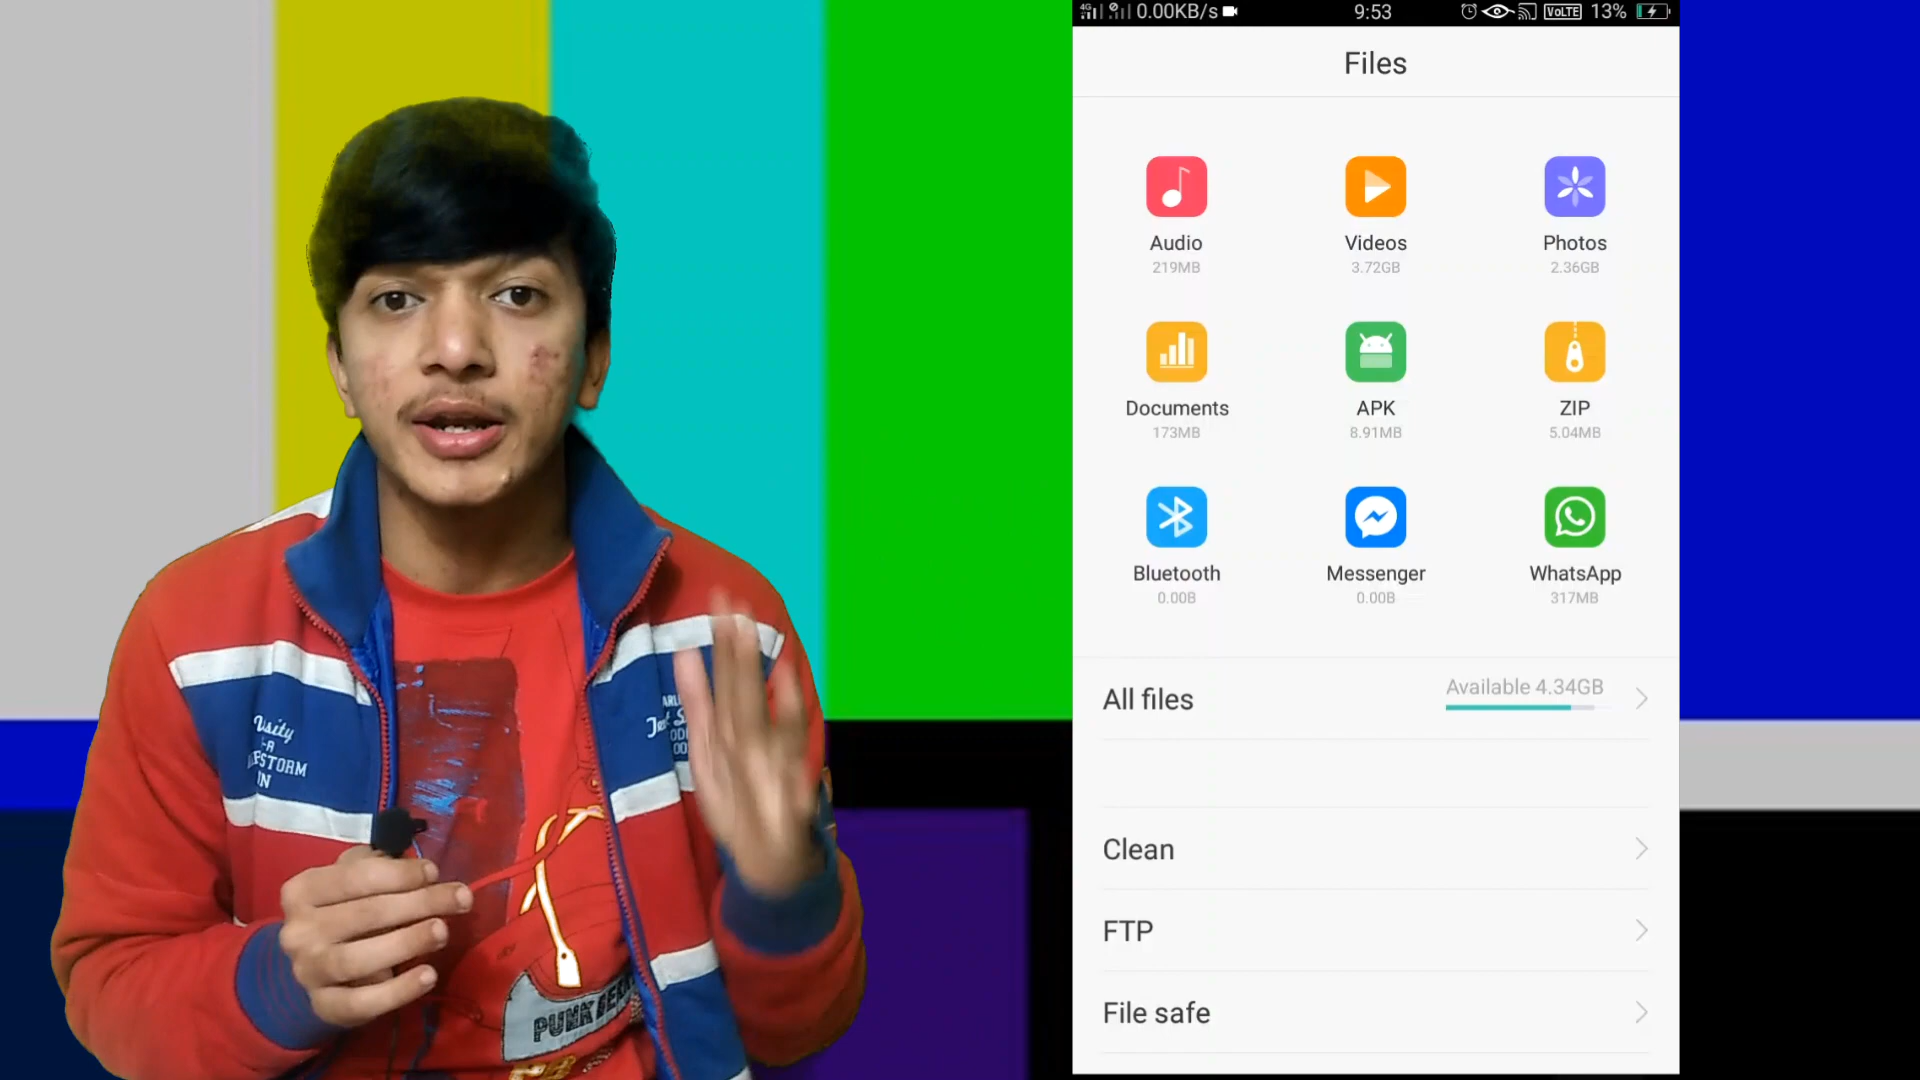 4G 0.00KB/s 9:53 VoLTE 13%
Files
Audio Videos Photos
219MB 3.72GB 2.36GB
Documents APK ZIP
173MB 8.91MB 5.04MB
Bluetooth Messenger WhatsApp
0.00B 0.00B 317MB
All files Available 4.34GB
Clean
FTP
File safe
PUNK